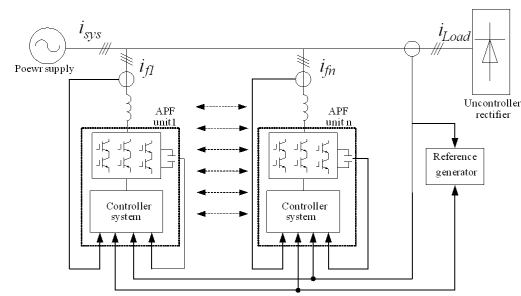 i_sys
i_Load
Poewr supply
i_f1
i_fn
Uncontroller
rectifier
APF
unit1
APF
unit n
Reference
generator
Controller
system
Controller
system